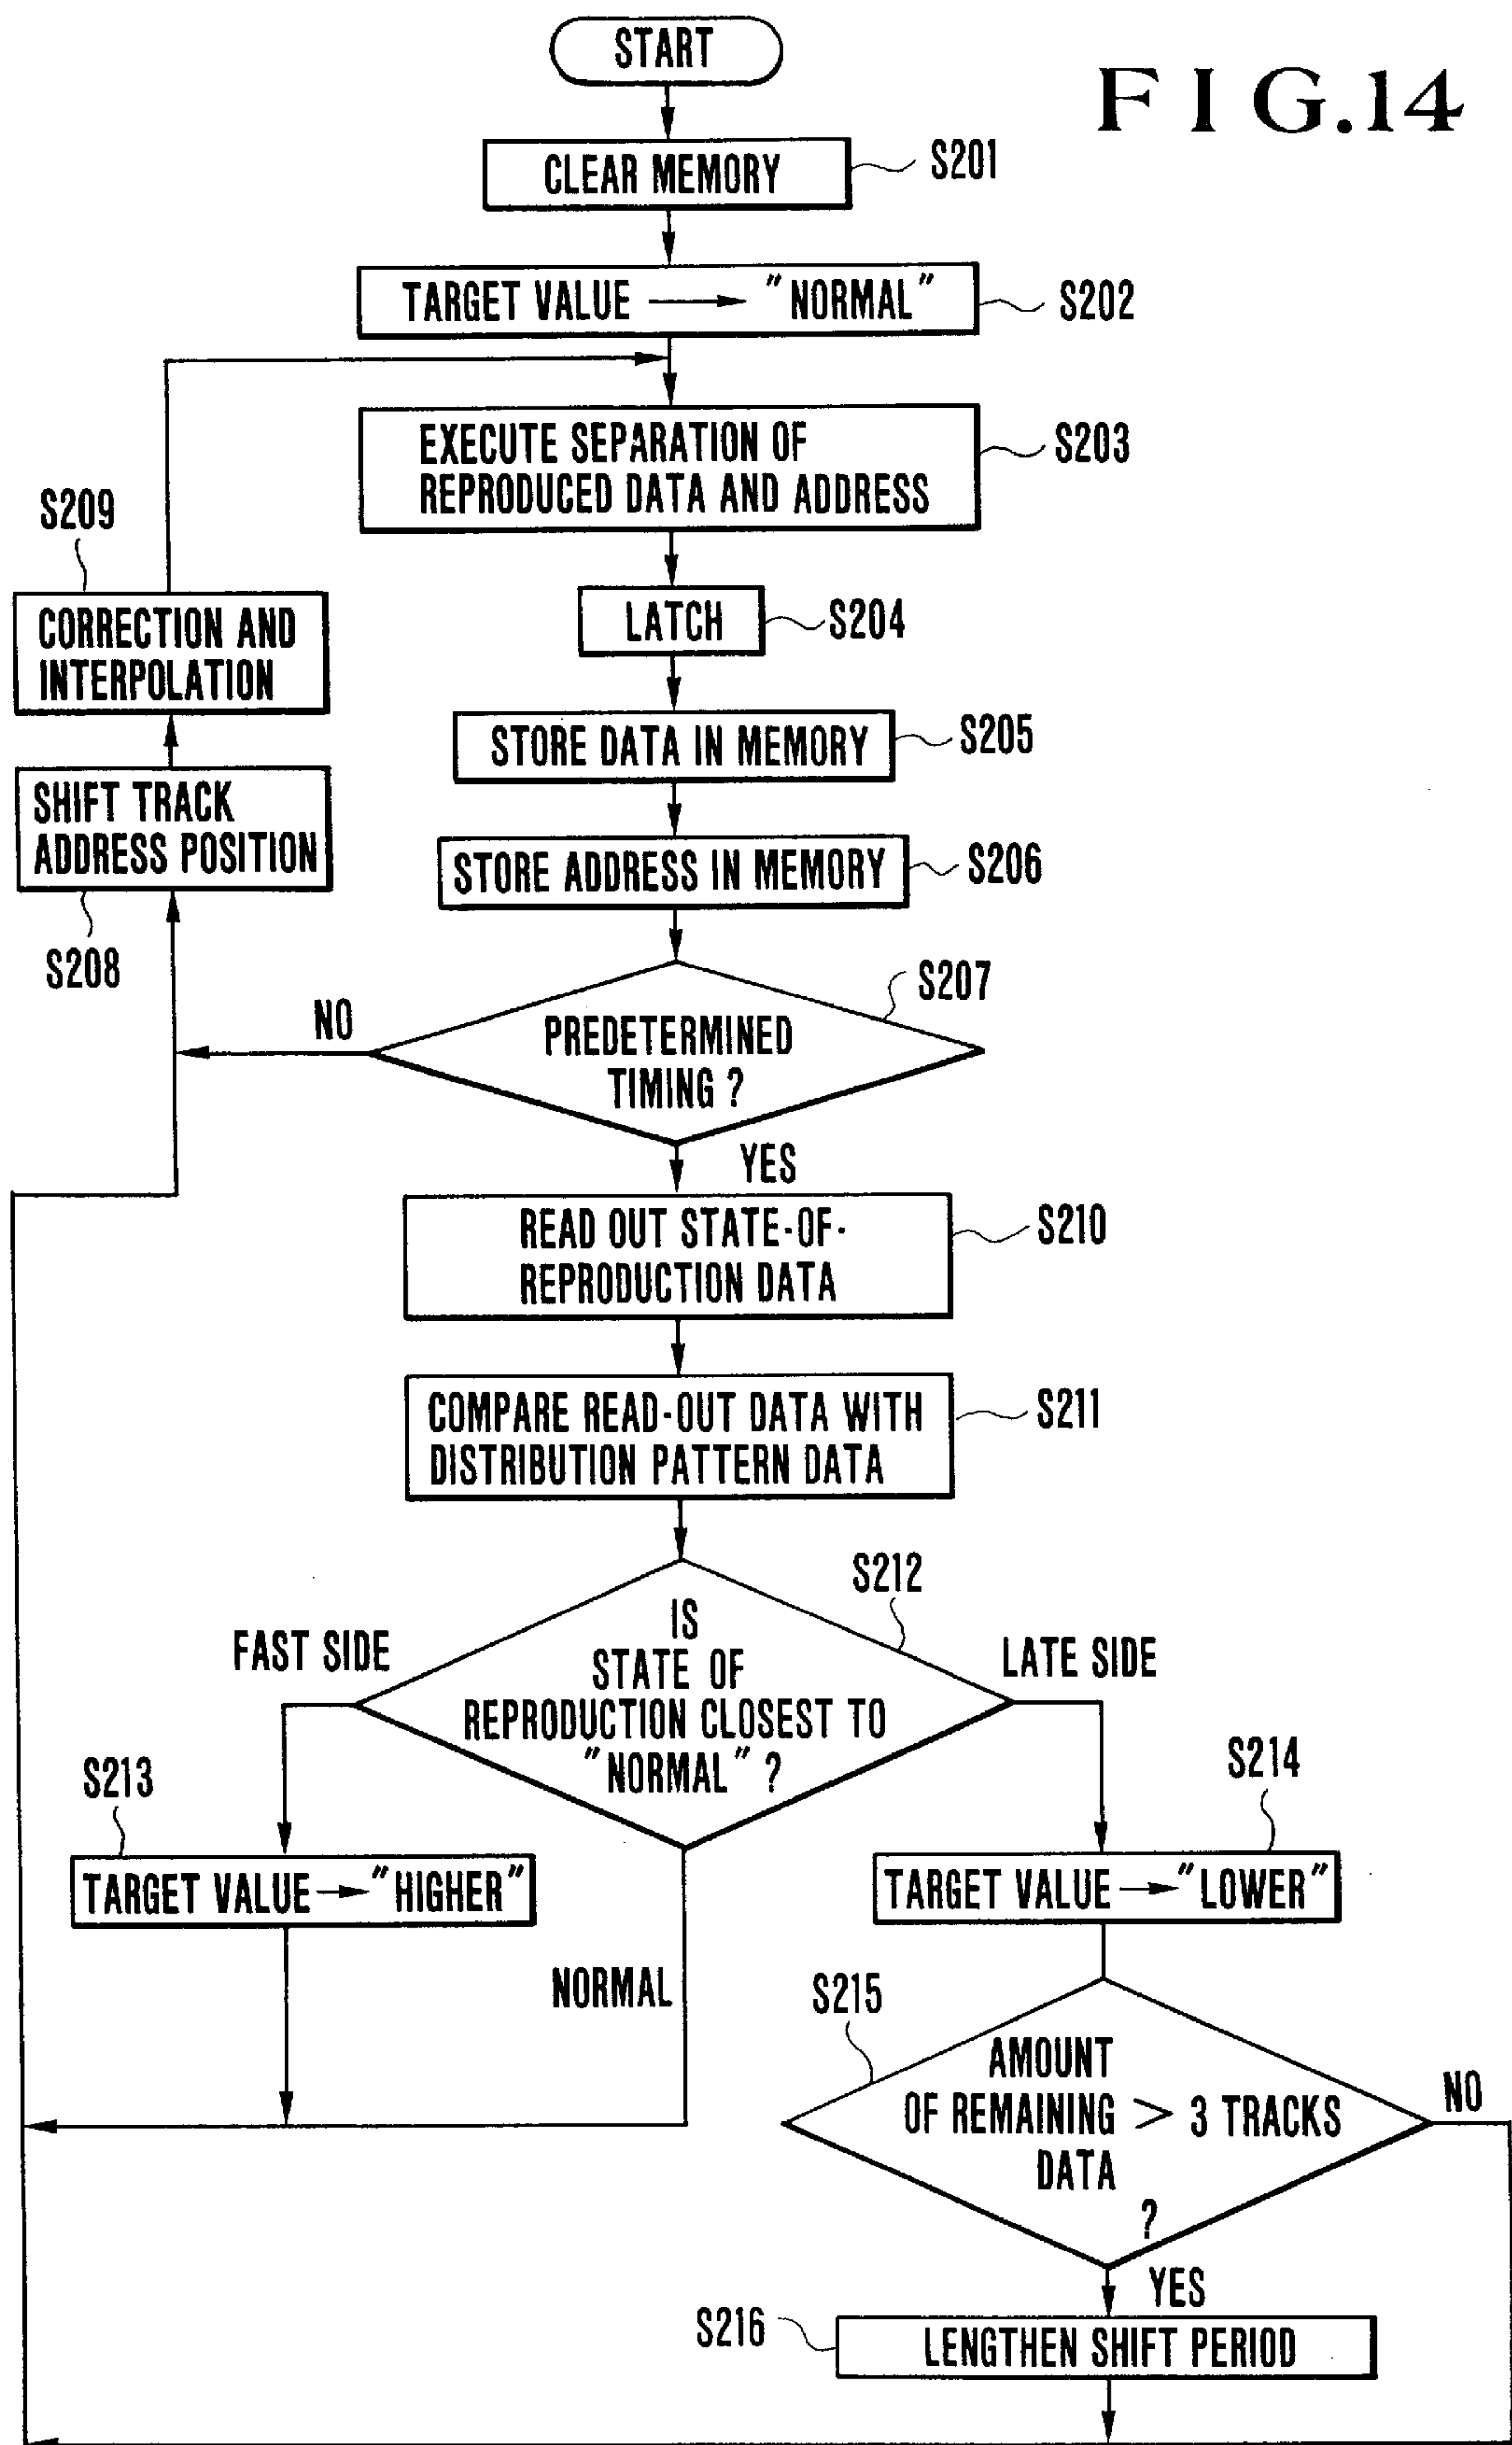 START
FIG.14
CLEAR MEMORY
S201
TARGET VALUE → "NORMAL"
S202
EXECUTE SEPARATION OF
REPRODUCED DATA AND ADDRESS
S203
S209
CORRECTION AND
INTERPOLATION
LATCH
S204
STORE DATA IN MEMORY
S205
SHIFT TRACK
ADDRESS POSITION
S208
STORE ADDRESS IN MEMORY
S206
S207
NO
PREDETERMINED
TIMING ?
YES
READ OUT STATE-OF-
REPRODUCTION DATA
S210
COMPARE READ-OUT DATA WITH
DISTRIBUTION PATTERN DATA
S211
S212
FAST SIDE
IS
STATE OF
REPRODUCTION CLOSEST TO
"NORMAL" ?
LATE SIDE
S213
TARGET VALUE → "HIGHER"
S214
TARGET VALUE → "LOWER"
NORMAL
S215
AMOUNT
OF REMAINING > 3 TRACKS
DATA
?
NO
YES
S216
LENGTHEN SHIFT PERIOD